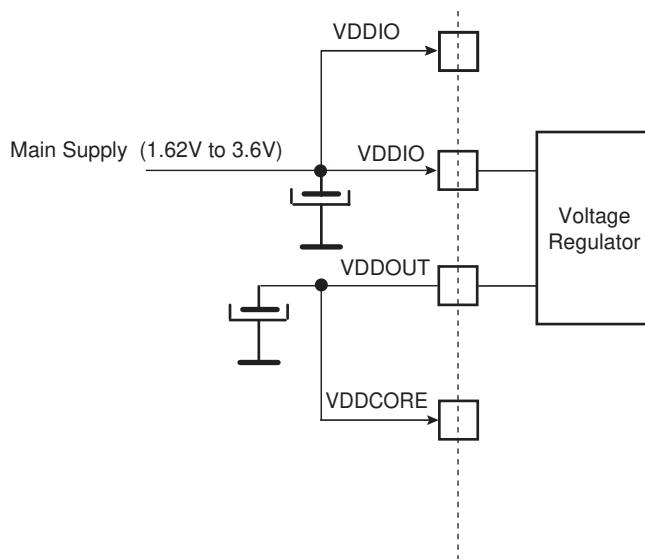 VDDIO
Main Supply (1.62V to 3.6V)
VDDIO
Voltage
Regulator
VDDOUT
VDDCORE